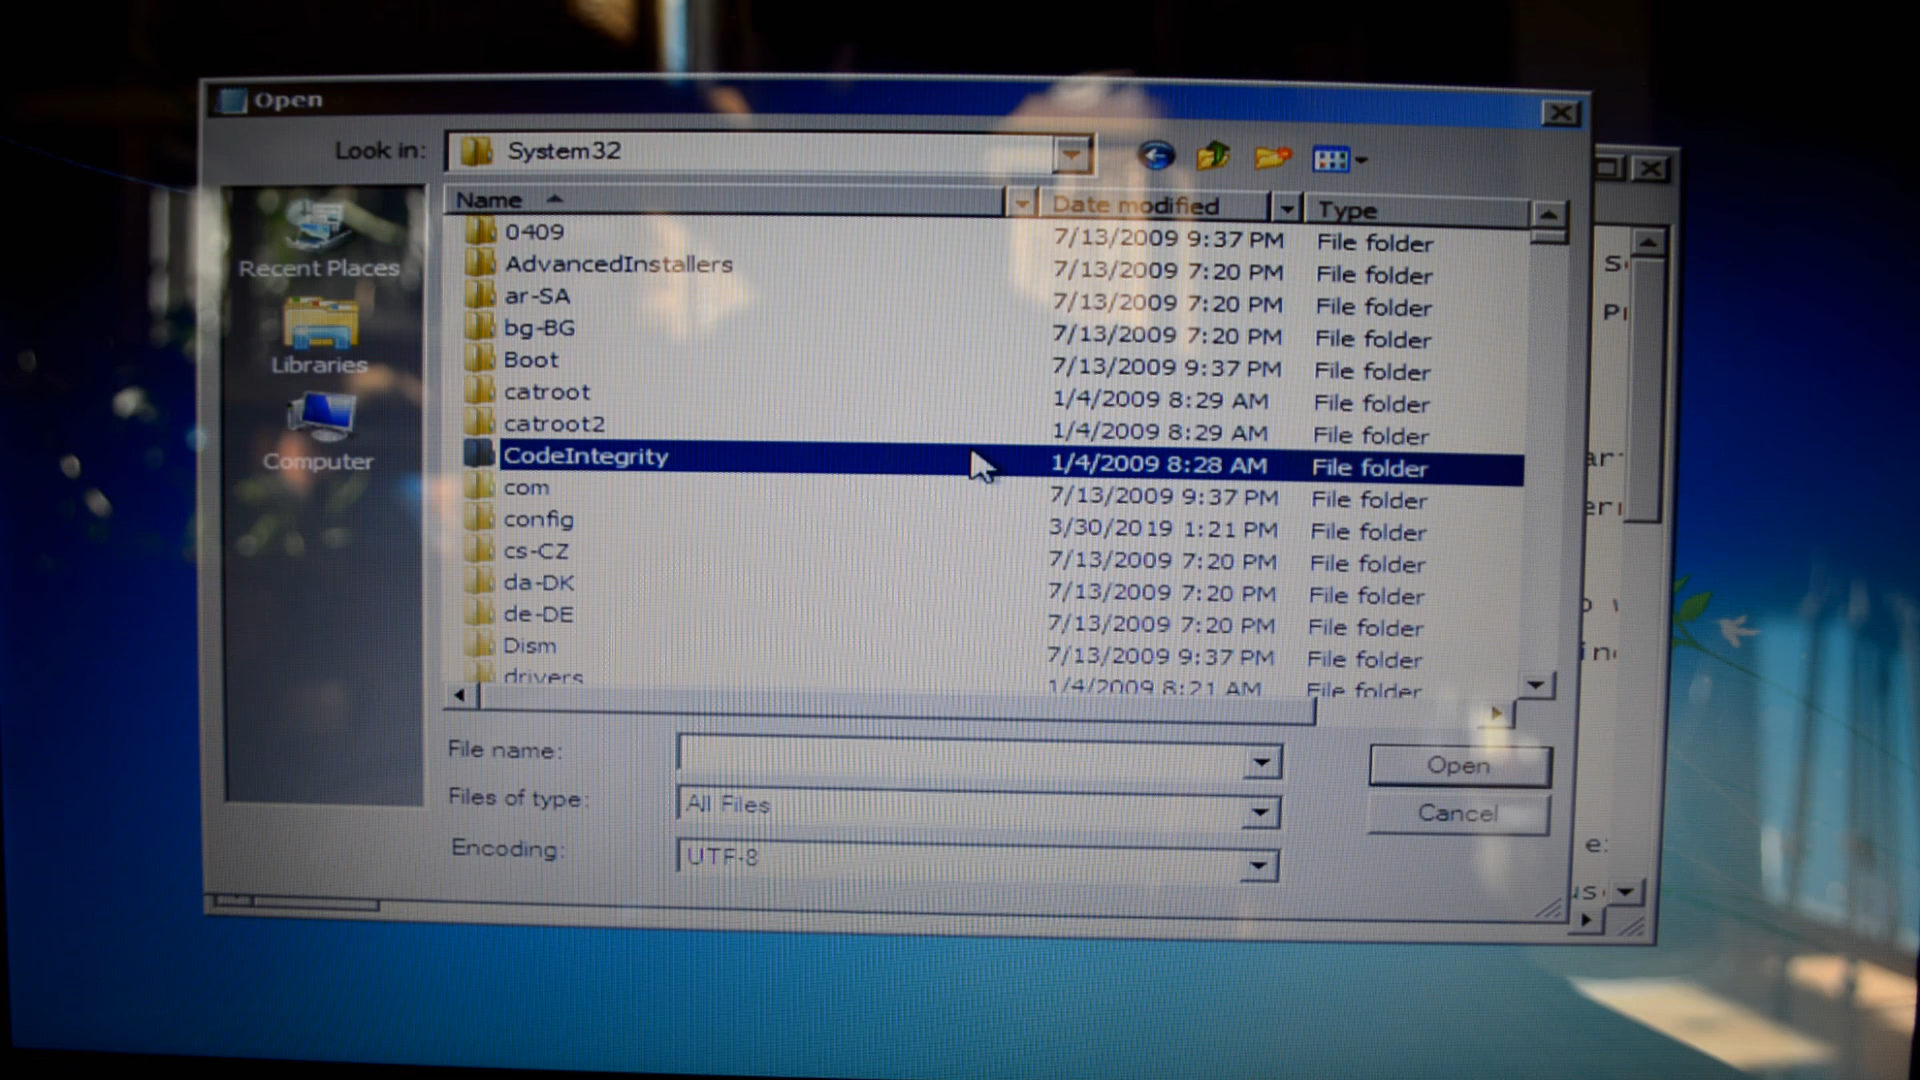 Open
Look in: System32
Name Date modified Type
0409 7/13/2009 9:37 PM File folder
AdvancedInstallers 7/13/2009 7:20 PM File folder
ar-SA 7/13/2009 7:20 PM File folder
bg-BG 7/13/2009 7:20 PM File folder
Boot 7/13/2009 9:37 PM File folder
catroot 1/4/2009 8:29 AM File folder
catroot2 1/4/2009 8:29 AM File folder
CodeIntegrity 1/4/2009 8:28 AM File folder
com 7/13/2009 9:37 PM File folder
config 3/30/2019 1:21 PM File folder
cs-CZ 7/13/2009 7:20 PM File folder
da-DK 7/13/2009 7:20 PM File folder
de-DE 7/13/2009 7:20 PM File folder
Dism 7/13/2009 9:37 PM File folder
drivers 1/4/2009 8:21 AM File folder
Recent Places
Libraries
Computer
File name:
Files of type: All Files
Encoding: UTF-8
Open
Cancel